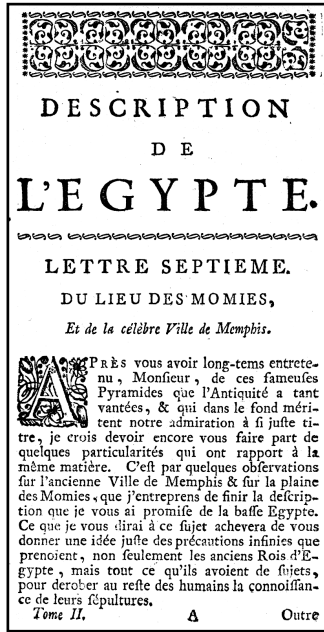 DESCRIPTION
DE
L'EGYPTE.
LETTRE SEPTIEME.
DU LIEU DES MOMIES,
Et de la célèbre Ville de Memphis.
APRÈS vous avoir long-tems entrete-
nu, Monsieur, de ces fameuses
Pyramides que l'Antiquité a tant
vantées, & qui dans le fond méri-
tent notre admiration à si juste ti-
tre, je crois devoir encore vous faire part de
quelques particularités qui ont rapport à la
même matière. C'est par quelques observations
sur l'ancienne Ville de Memphis & sur la plaine
des Momies, que j'entreprens de finir la descrip-
tion que je vous ai promise de la basse Egypte.
Ce que je vous dirai à ce sujet achevera de vous
donner une idée juste des précautions infinies que
prenoient, non seulement les anciens Rois d'E-
gypte, mais tout ce qu'ils avoient de sujets,
pour derober au reste des humains la connoissan-
ce de leurs sépultures.
Tome II. A Outre